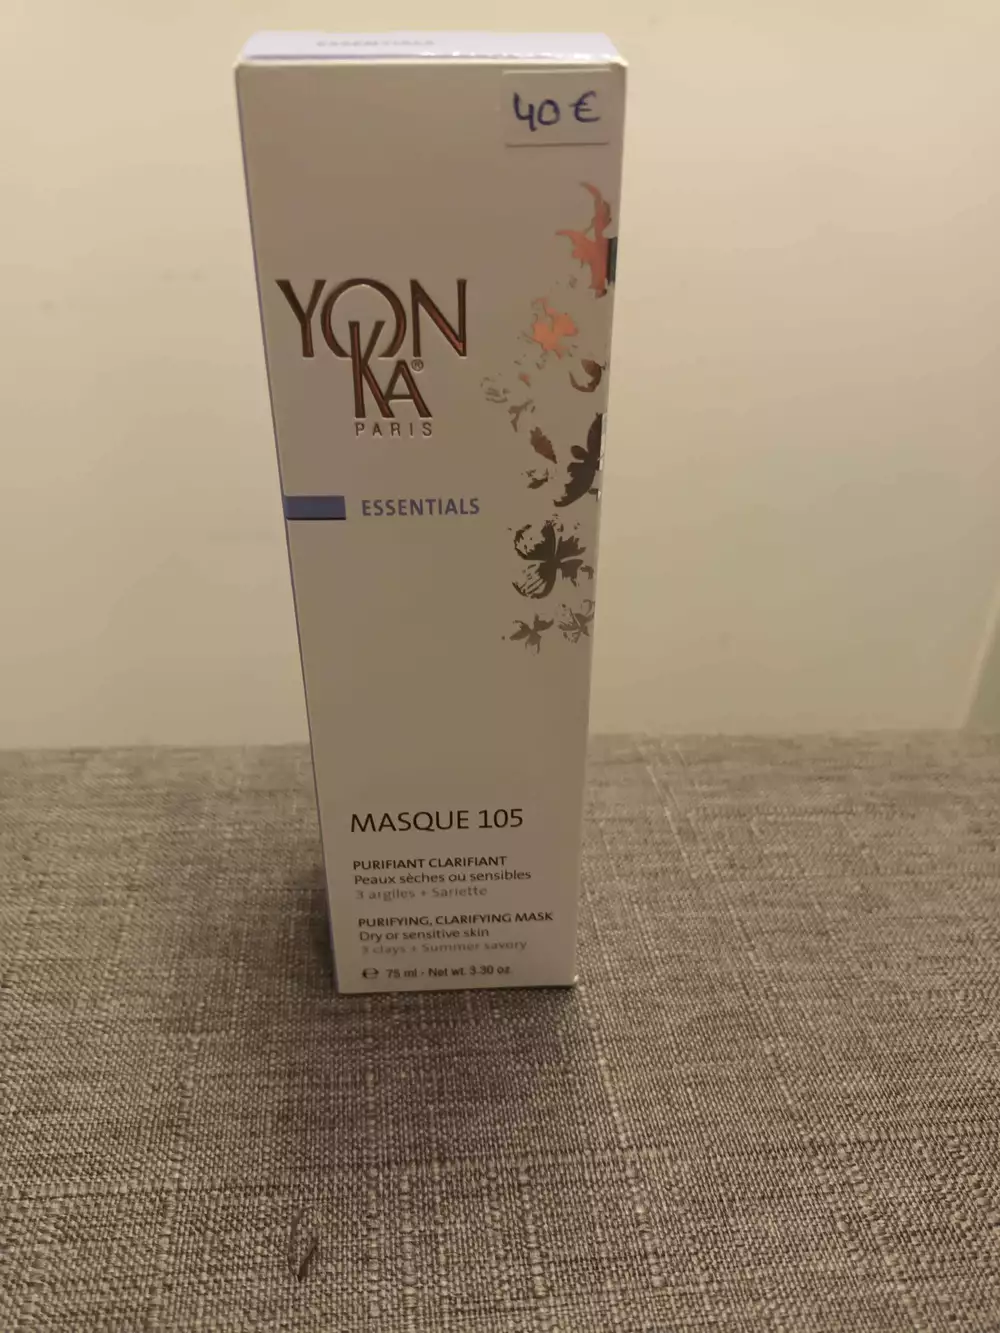 ESSENTIALS
40 €
YON
KA®
PARIS
ESSENTIALS
MASQUE 105
PURIFIANT CLARIFIANT
Peaux sèches ou sensibles
3 argiles + Sariette
PURIFYING, CLARIFYING MASK
Dry or sensitive skin
3 clays + Summer savory
℮ 75 ml - Net wt. 3.30 oz.